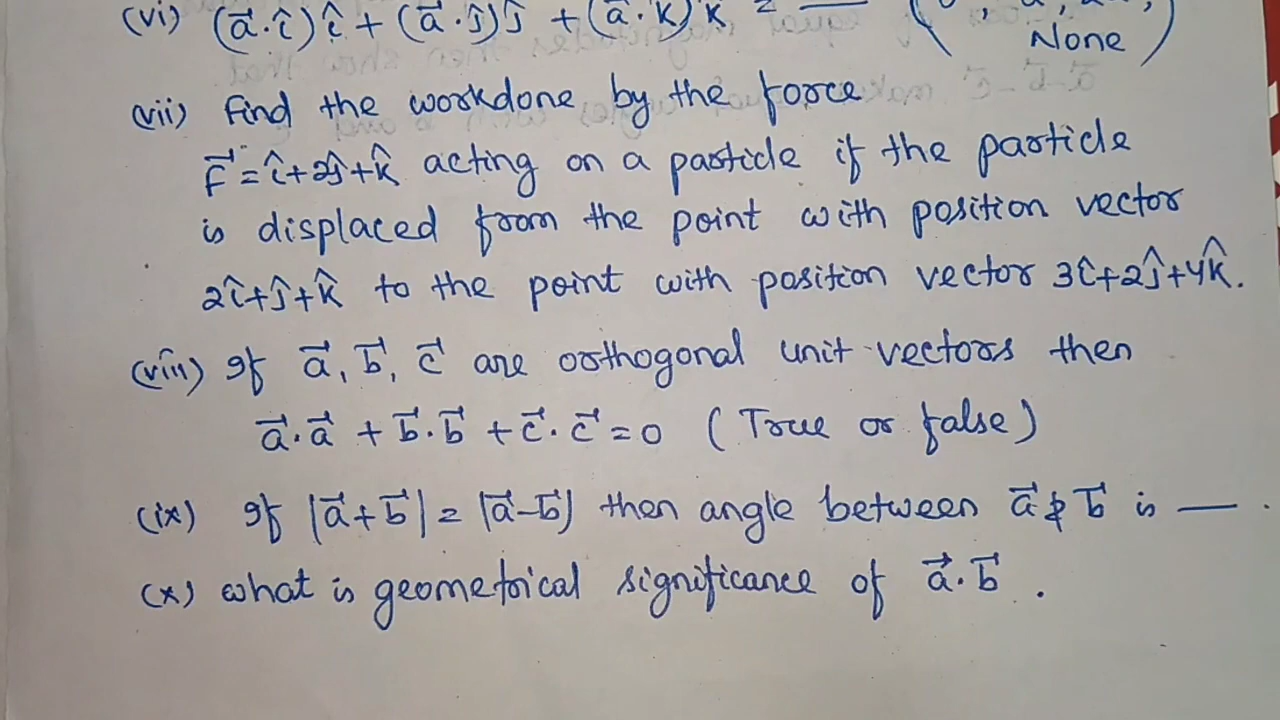 (vi) (a⃗·î)î + (a⃗·ĵ)ĵ + (a⃗·k̂)k̂ = —
None
(vii) Find the workdone by the force
F⃗ = î+2ĵ+k̂ acting on a particle if the particle
is displaced from the point with position vector
2î+ĵ+k̂ to the point with position vector 3î+2ĵ+4k̂.
(viii) If a⃗, b⃗, c⃗ are orthogonal unit vectors then
a⃗·a⃗ + b⃗·b⃗ + c⃗·c⃗ = 0 (True or false)
(ix) If |a⃗+b⃗| = |a⃗-b⃗| then angle between a⃗ & b⃗ is — .
(x) what is geometrical significance of a⃗·b⃗ .